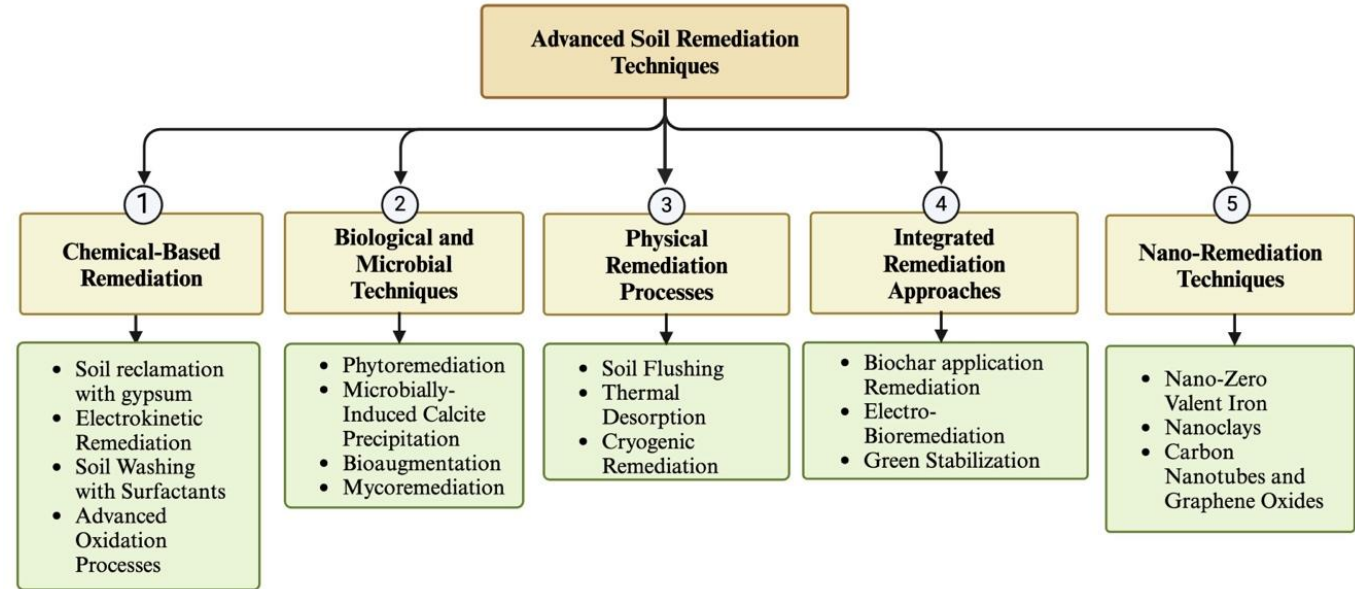 Advanced Soil Remediation
Techniques
1
Chemical-Based
Remediation
• Soil reclamation
with gypsum
• Electrokinetic
Remediation
• Soil Washing
with Surfactants
• Advanced
Oxidation
Processes
2
Biological and
Microbial
Techniques
• Phytoremediation
• Microbially-
Induced Calcite
Precipitation
• Bioaugmentation
• Mycoremediation
3
Physical
Remediation
Processes
• Soil Flushing
• Thermal
Desorption
• Cryogenic
Remediation
4
Integrated
Remediation
Approaches
• Biochar application
Remediation
• Electro-
Bioremediation
• Green Stabilization
5
Nano-Remediation
Techniques
• Nano-Zero
Valent Iron
• Nanoclays
• Carbon
Nanotubes and
Graphene Oxides